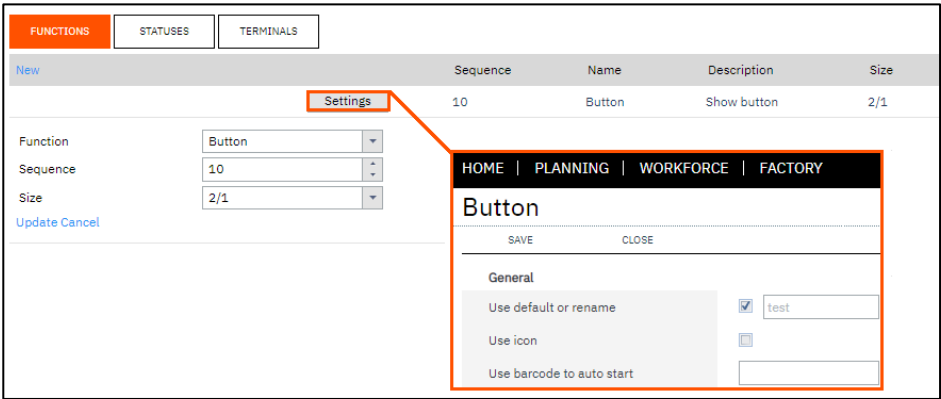 FUNCTIONS STATUSES TERMINALS
New Sequence Name Description Size
Settings 10 Button Show button 2/1
Function Button
Sequence 10
Size 2/1
Update Cancel
HOME | PLANNING | WORKFORCE | FACTORY
Button
SAVE CLOSE
General
Use default or rename test
Use icon
Use barcode to auto start